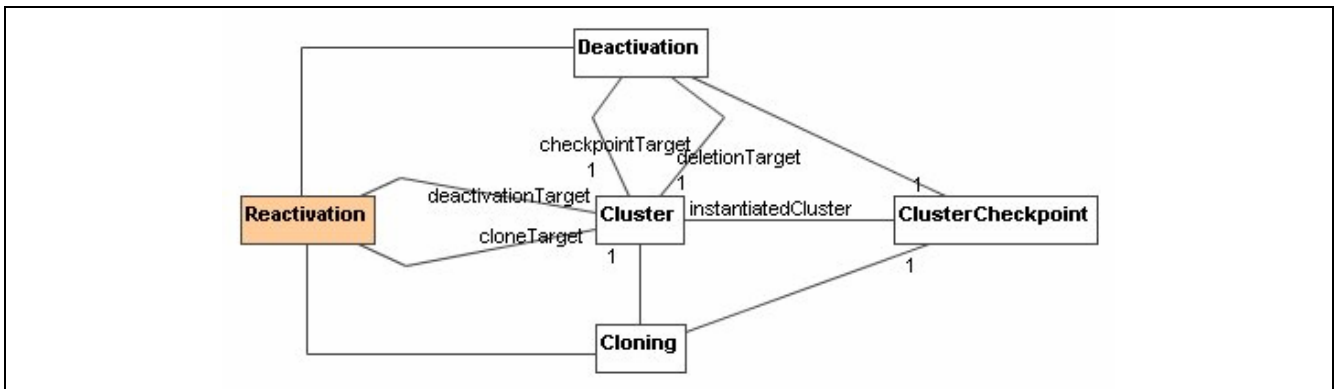 Deactivation
checkpointTarget
deletionTarget
1
1
1
deactivationTarget
Reactivation
Cluster
instantiatedCluster
ClusterCheckpoint
cloneTarget
1
1
Cloning